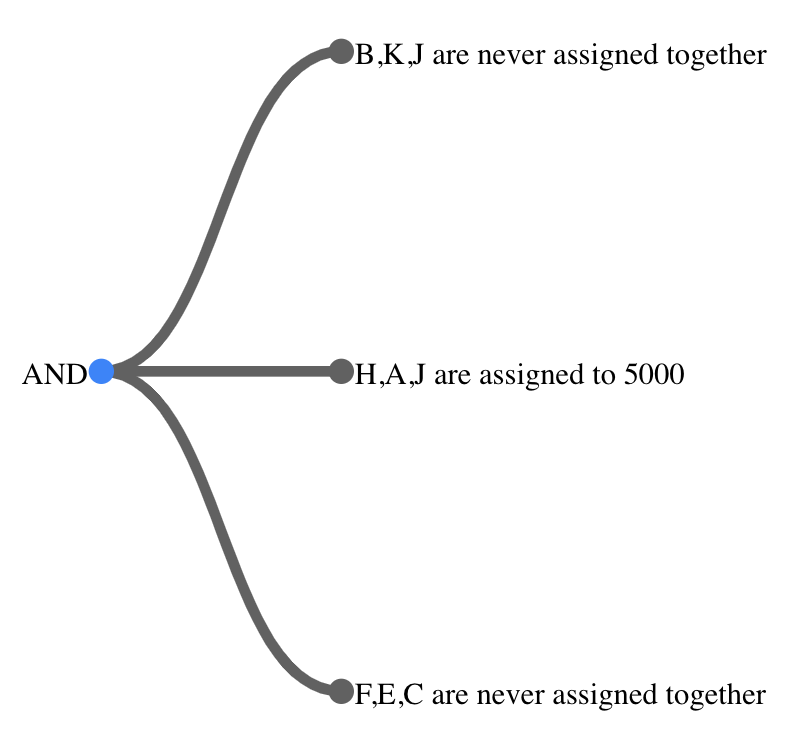 B,K,J are never assigned together
AND
H,A,J are assigned to 5000
F,E,C are never assigned together